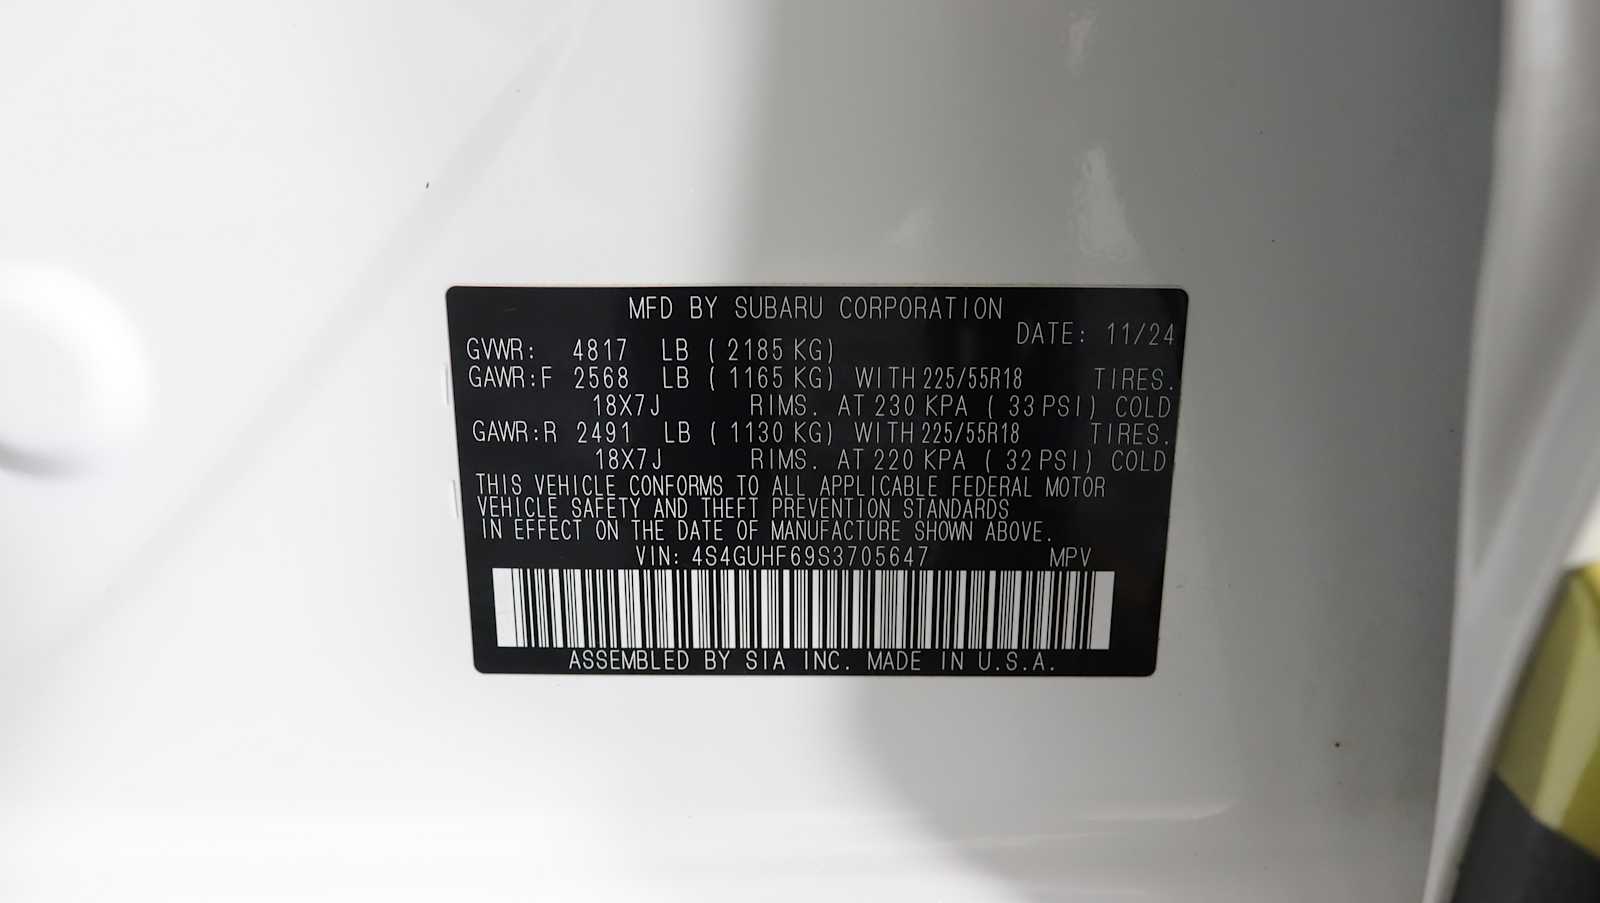 MFD BY SUBARU CORPORATION
DATE: 11/24
GVWR: 4817 LB ( 2185 KG)
GAWR:F 2568 LB ( 1165 KG) WITH 225/55R18 TIRES.
18X7J RIMS. AT 230 KPA ( 33 PSI) COLD
GAWR:R 2491 LB ( 1130 KG) WITH 225/55R18 TIRES.
18X7J RIMS. AT 220 KPA ( 32 PSI) COLD
THIS VEHICLE CONFORMS TO ALL APPLICABLE FEDERAL MOTOR
VEHICLE SAFETY AND THEFT PREVENTION STANDARDS
IN EFFECT ON THE DATE OF MANUFACTURE SHOWN ABOVE.
VIN: 4S4GUHF69S3705647 MPV
ASSEMBLED BY SIA INC. MADE IN U.S.A.